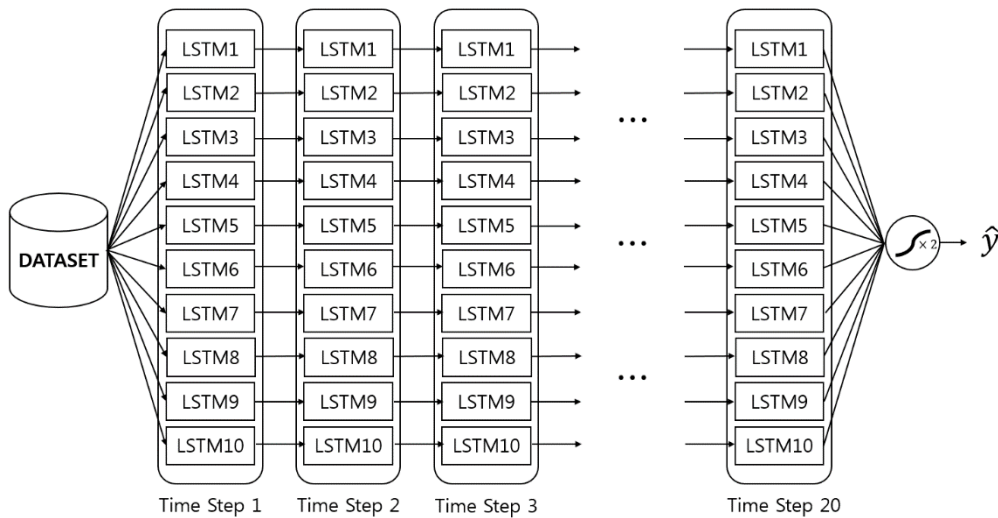 DATASET
LSTM1 LSTM1 LSTM1 LSTM1
LSTM2 LSTM2 LSTM2 LSTM2
LSTM3 LSTM3 LSTM3 LSTM3
...
LSTM4 LSTM4 LSTM4 LSTM4
LSTM5 LSTM5 LSTM5 LSTM5
...
LSTM6 LSTM6 LSTM6 LSTM6
LSTM7 LSTM7 LSTM7 LSTM7
LSTM8 LSTM8 LSTM8 LSTM8
...
LSTM9 LSTM9 LSTM9 LSTM9
LSTM10 LSTM10 LSTM10 LSTM10
× 2
ŷ
Time Step 1 Time Step 2 Time Step 3 Time Step 20